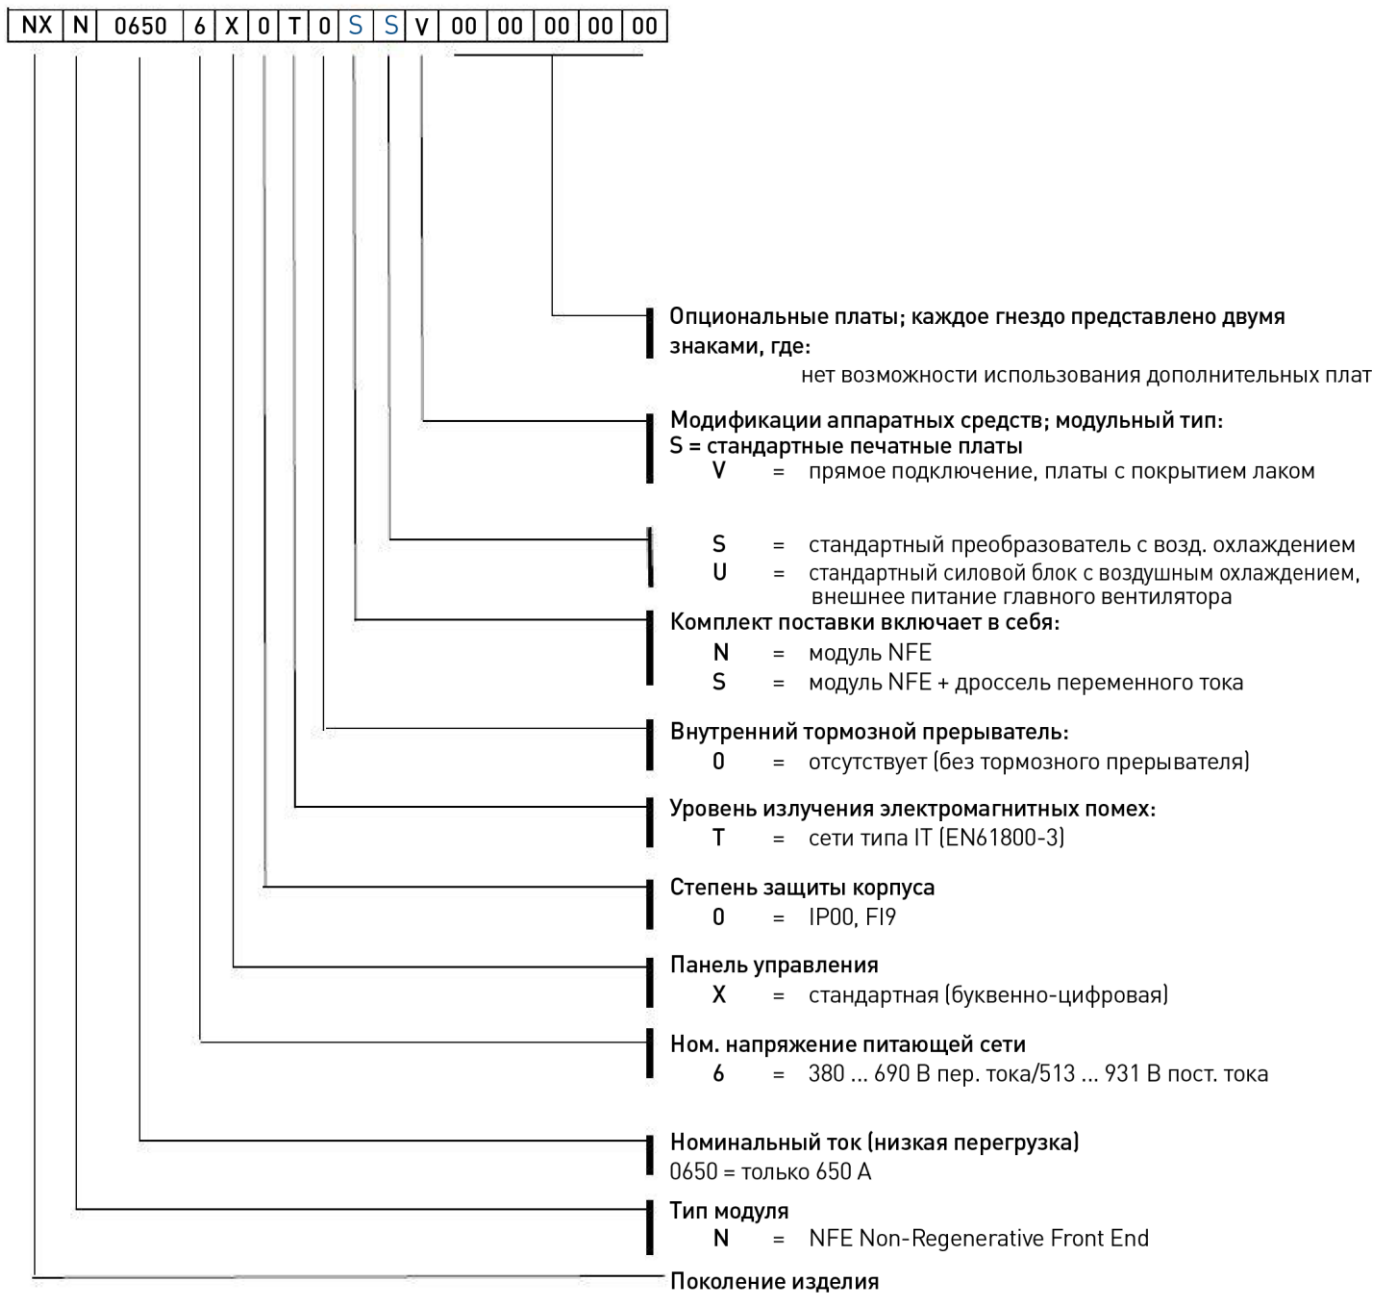 NX N 0650 6 X 0 T 0 S S V 00 00 00 00 00
Опциональные платы; каждое гнездо представлено двумя
знаками, где:
нет возможности использования дополнительных плат
Модификации аппаратных средств; модульный тип:
S = стандартные печатные платы
V = прямое подключение, платы с покрытием лаком
S = стандартный преобразователь с возд. охлаждением
U = стандартный силовой блок с воздушным охлаждением,
внешнее питание главного вентилятора
Комплект поставки включает в себя:
N = модуль NFE
S = модуль NFE + дроссель переменного тока
Внутренний тормозной прерыватель:
0 = отсутствует (без тормозного прерывателя)
Уровень излучения электромагнитных помех:
T = сети типа IT (EN61800-3)
Степень защиты корпуса
0 = IP00, FI9
Панель управления
X = стандартная (буквенно-цифровая)
Ном. напряжение питающей сети
6 = 380 ... 690 В пер. тока/513 ... 931 В пост. тока
Номинальный ток (низкая перегрузка)
0650 = только 650 А
Тип модуля
N = NFE Non-Regenerative Front End
Поколение изделия